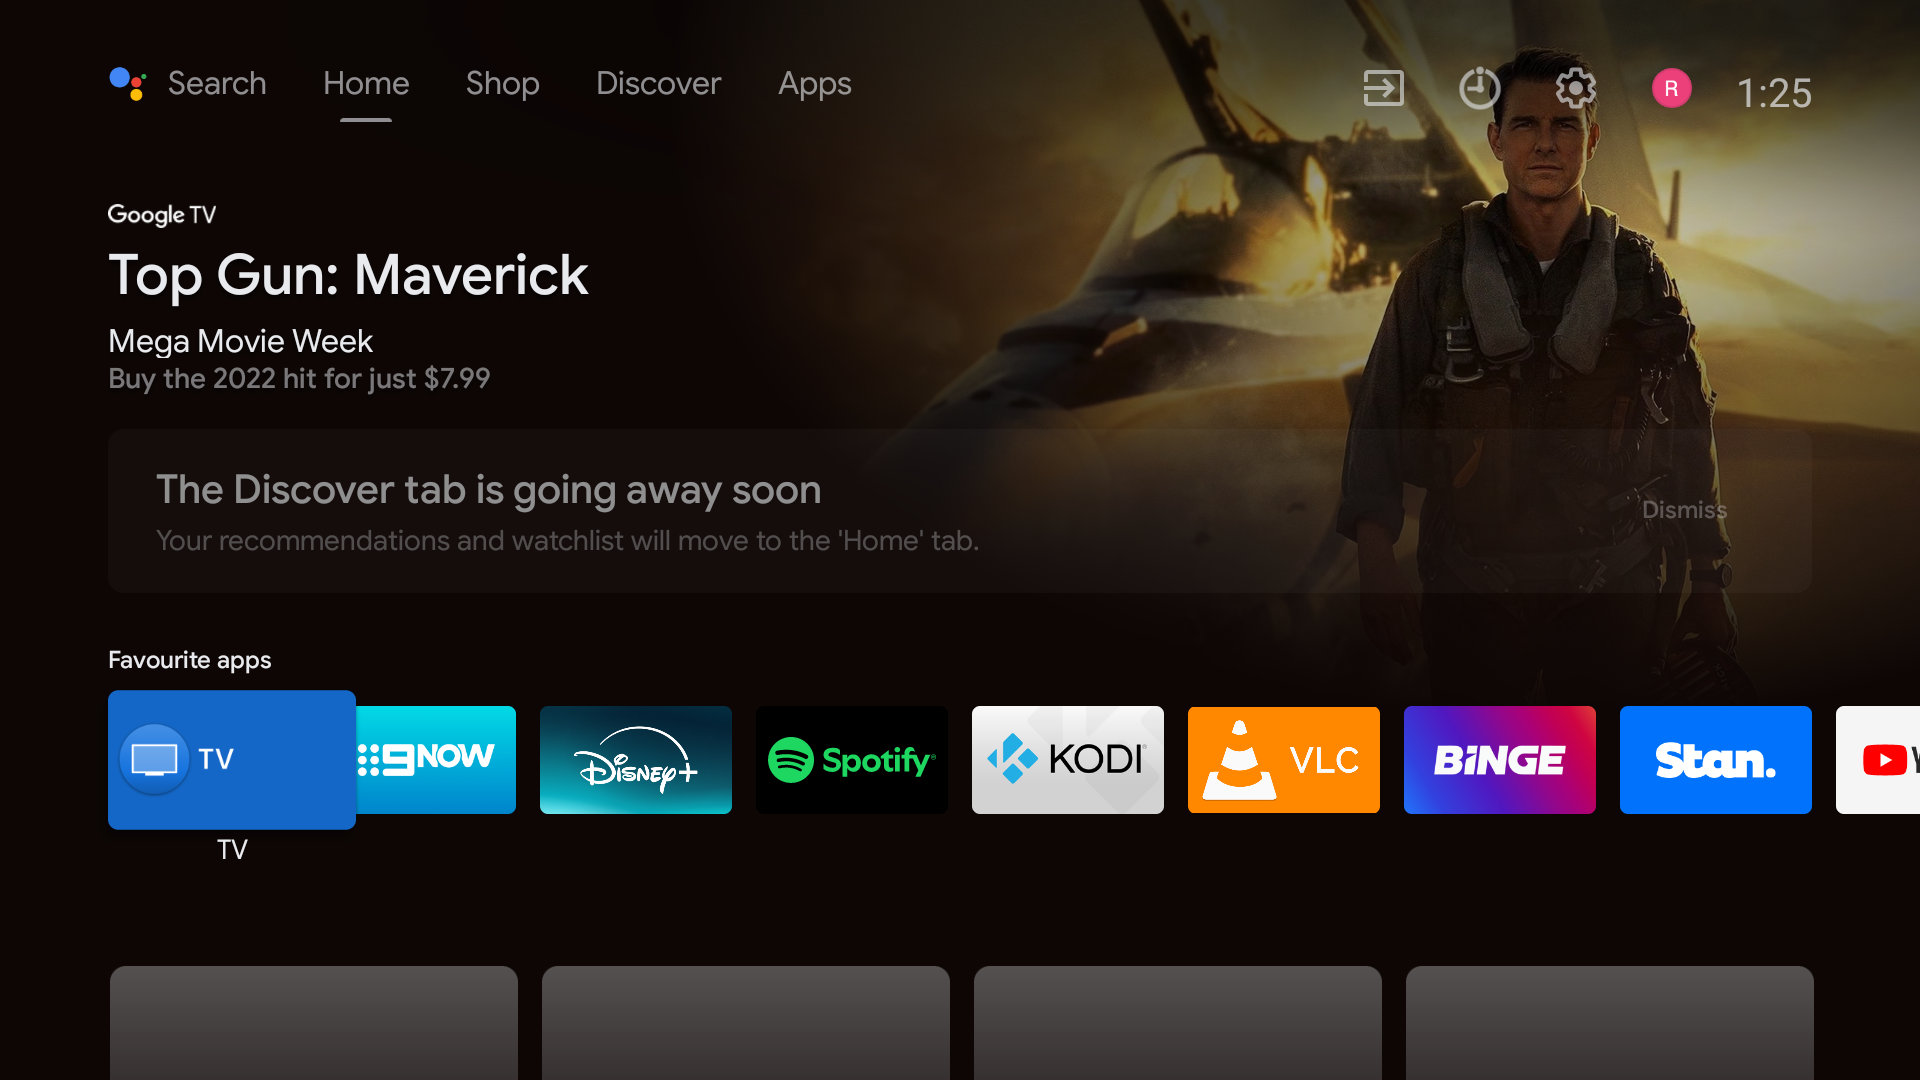 Search Home Shop Discover Apps R 1:25
Google TV
Top Gun: Maverick
Mega Movie Week
Buy the 2022 hit for just $7.99
The Discover tab is going away soon
Your recommendations and watchlist will move to the 'Home' tab.
Dismiss
Favourite apps
TV 9NOW Disney+ Spotify KODI VLC BiNGE Stan.
TV